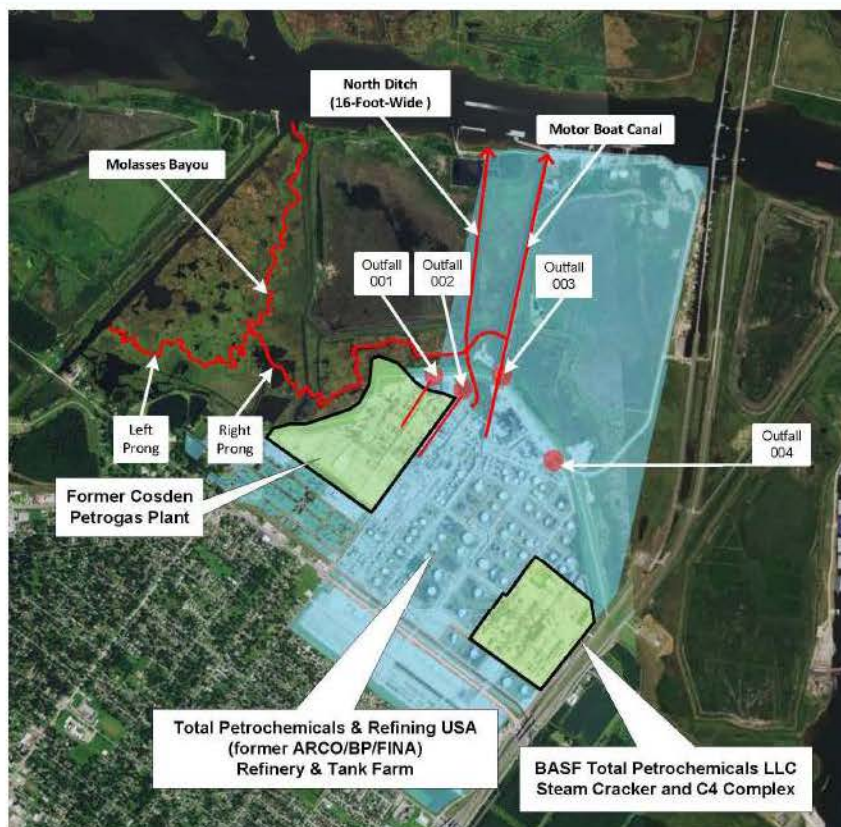 North Ditch
(16-Foot-Wide )
Motor Boat Canal
Molasses Bayou
Outfall
001
Outfall
002
Outfall
003
Left
Prong
Right
Prong
Outfall
004
Former Cosden
Petrogas Plant
Total Petrochemicals & Refining USA
(former ARCO/BP/FINA)
Refinery & Tank Farm
BASF Total Petrochemicals LLC
Steam Cracker and C4 Complex